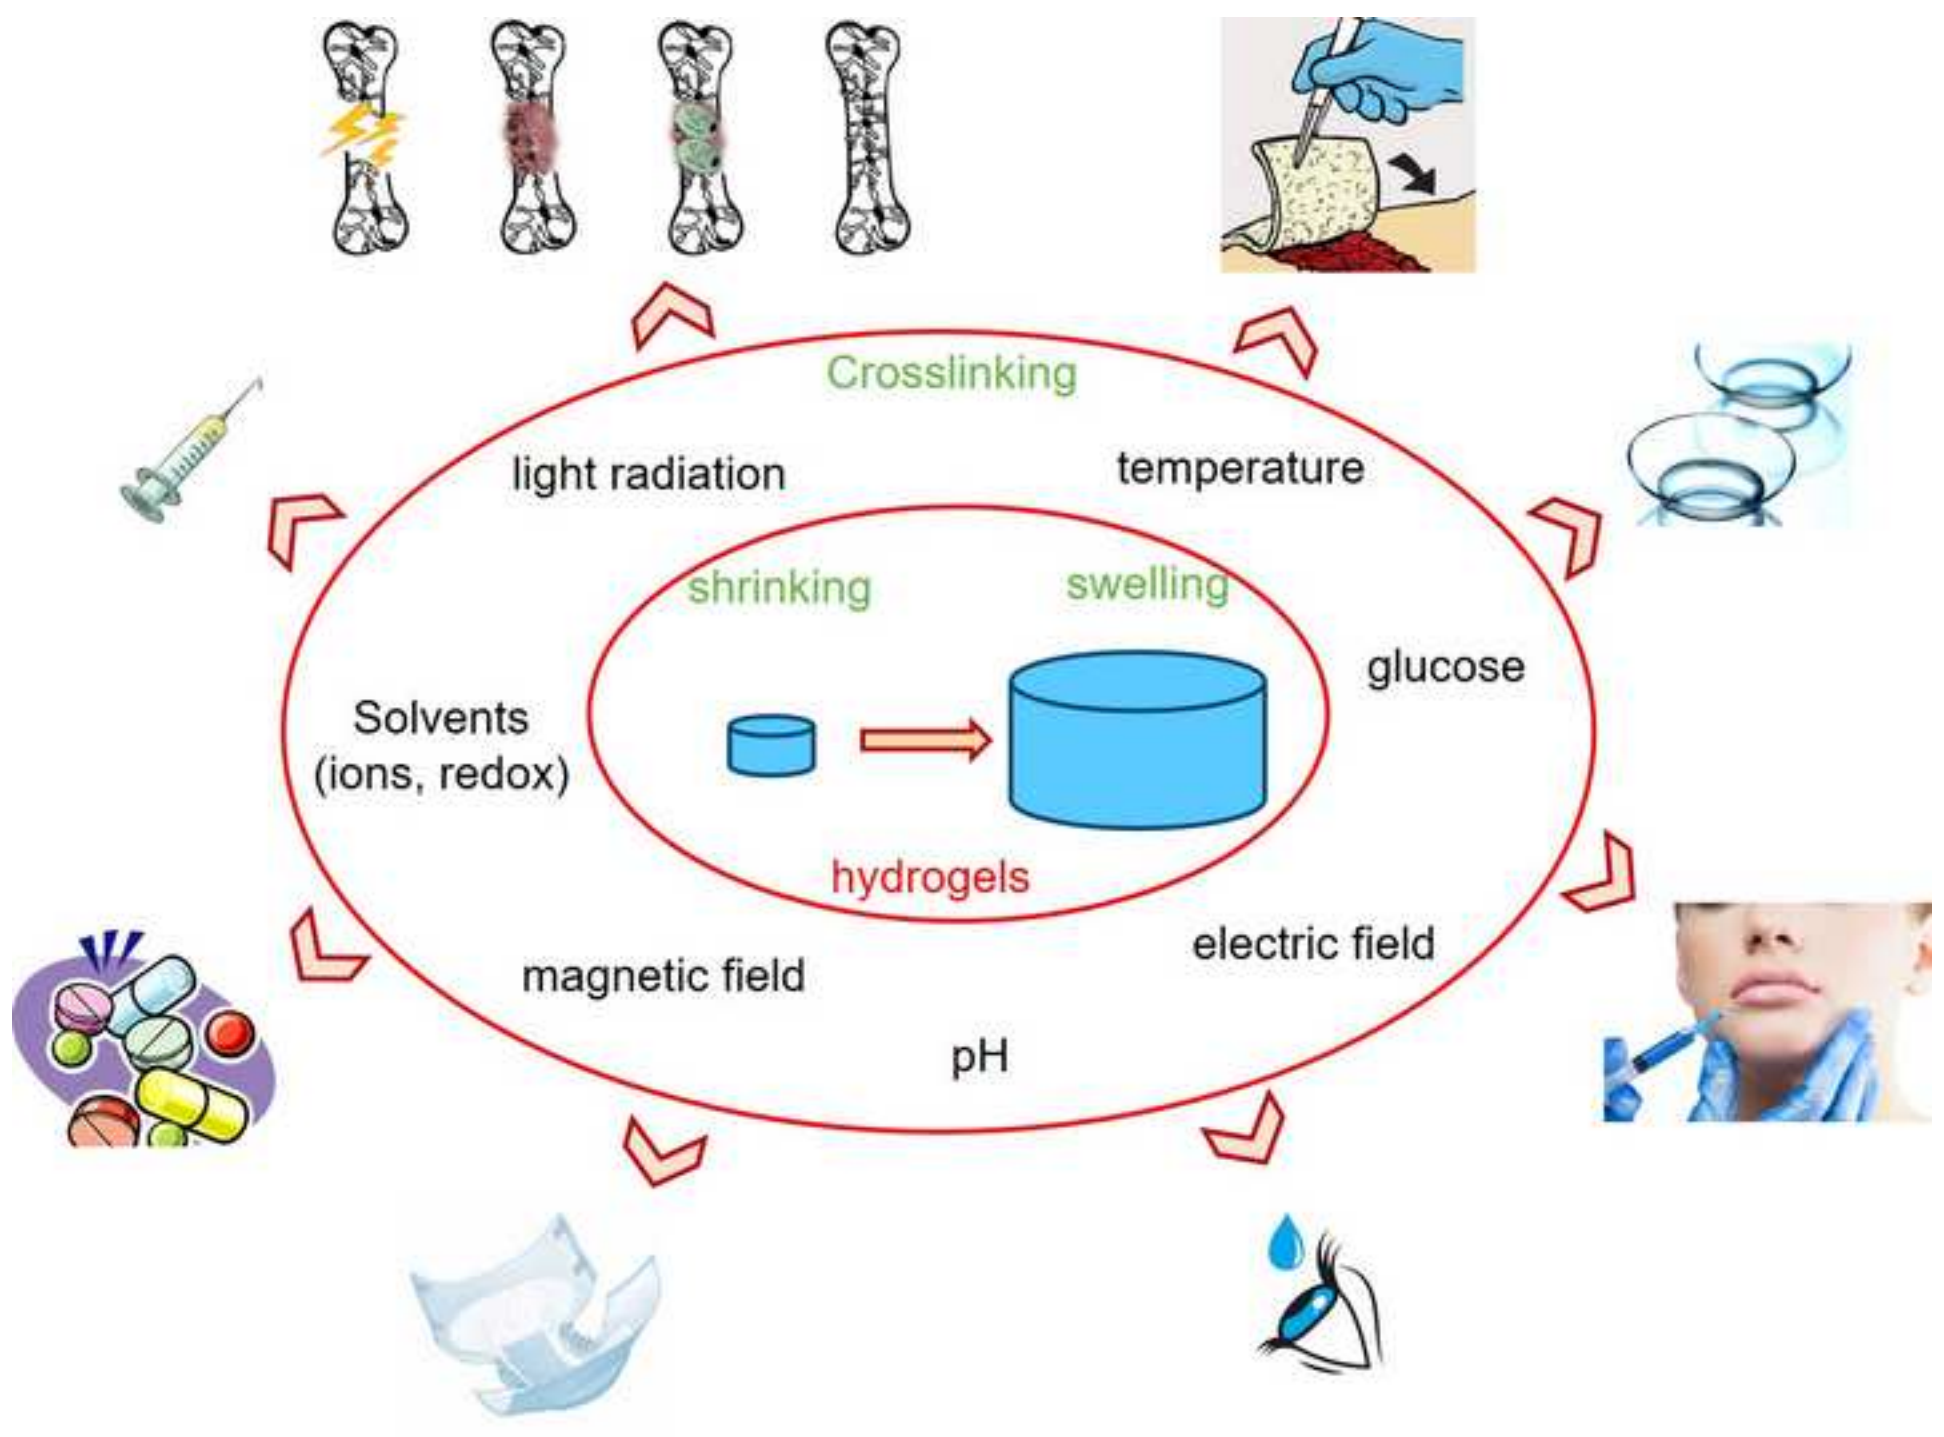 Crosslinking
light radiation
temperature
shrinking
swelling
glucose
Solvents
(ions, redox)
hydrogels
electric field
magnetic field
pH